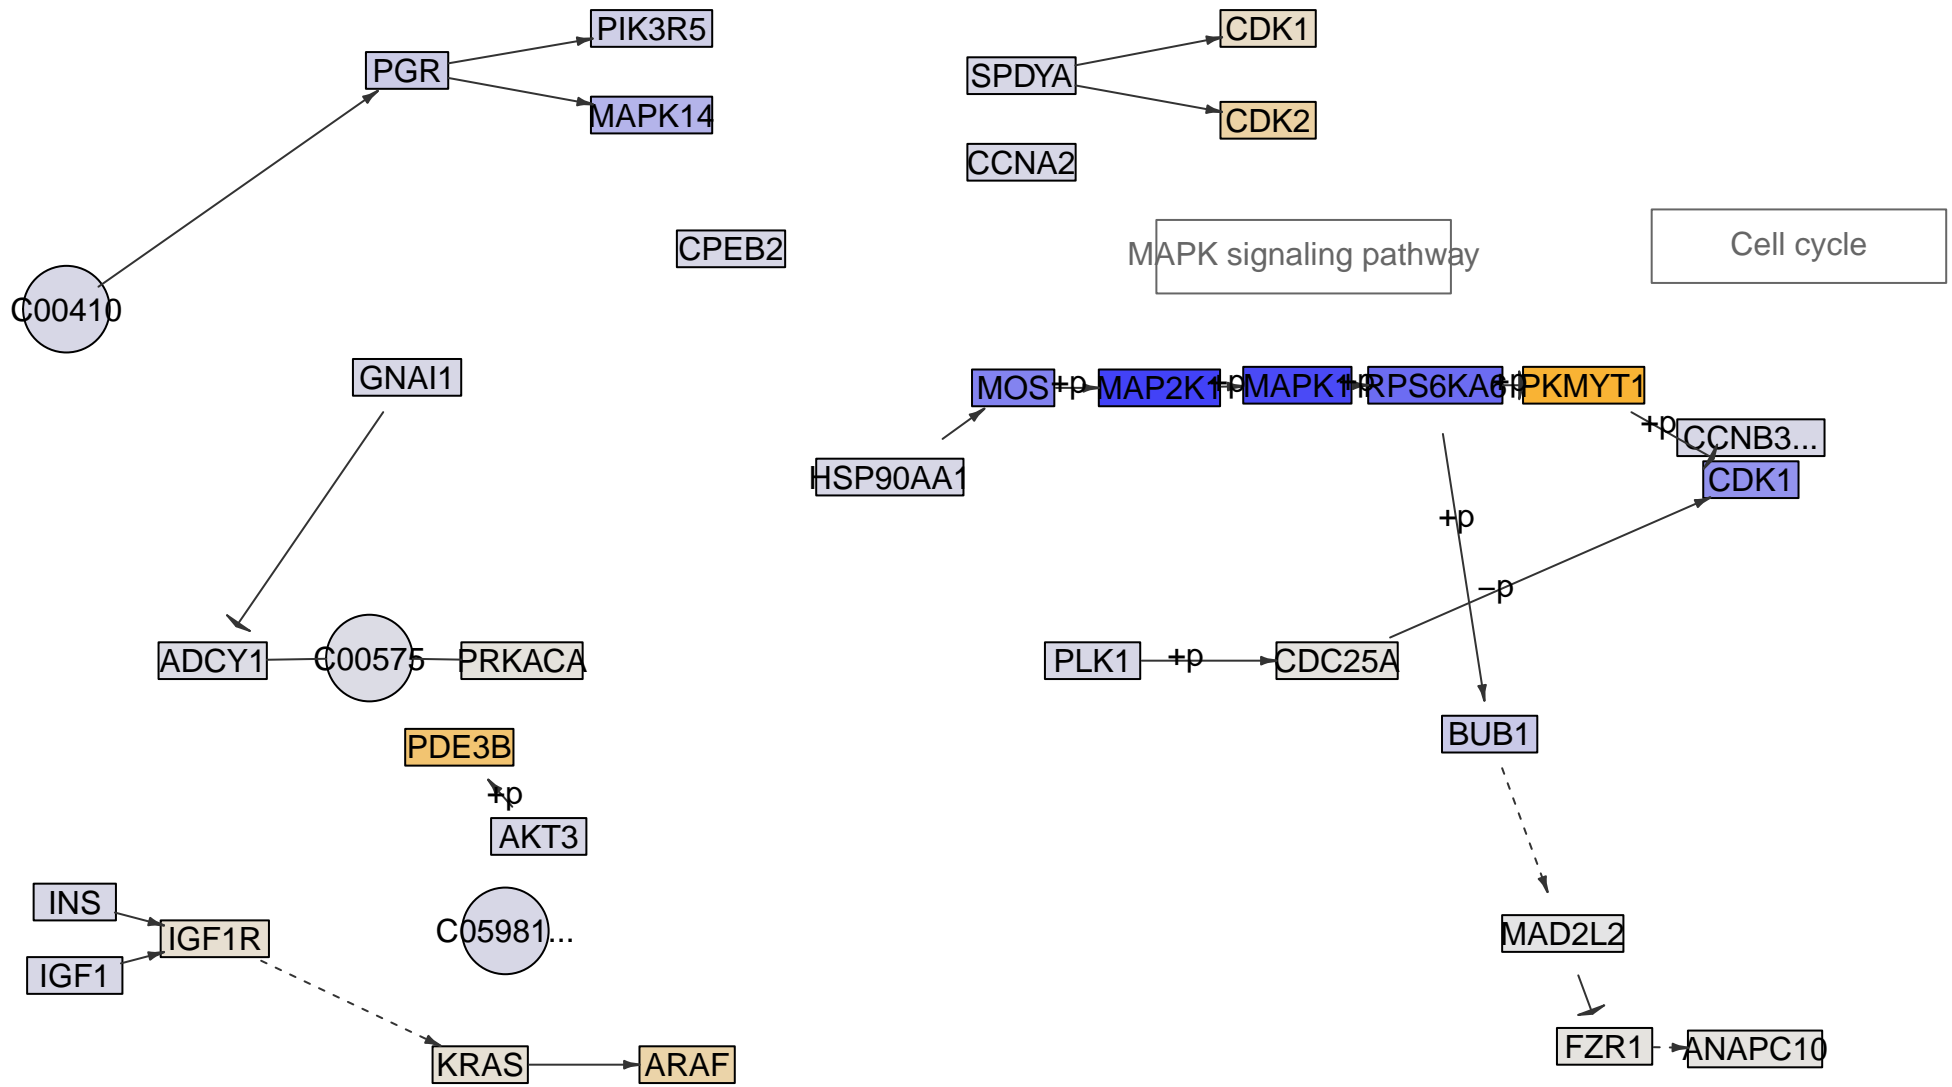 PIK3R5
CDK1
PGR
SPDYA
MAPK14
CDK2
CCNA2
CPEB2
MAPK signaling pathway
Cell cycle
C00410
GNAI1
MOS
+p
MAP2K1
+p
MAPK1
+p
RPS6KA6
+p
PKMYT1
+p
CCNB3...
HSP90AA1
CDK1
+p
−p
ADCY1
C00575
PRKACA
PLK1
+p
CDC25A
PDE3B
BUB1
+p
AKT3
INS
IGF1R
C05981...
MAD2L2
IGF1
KRAS
ARAF
FZR1
ANAPC10